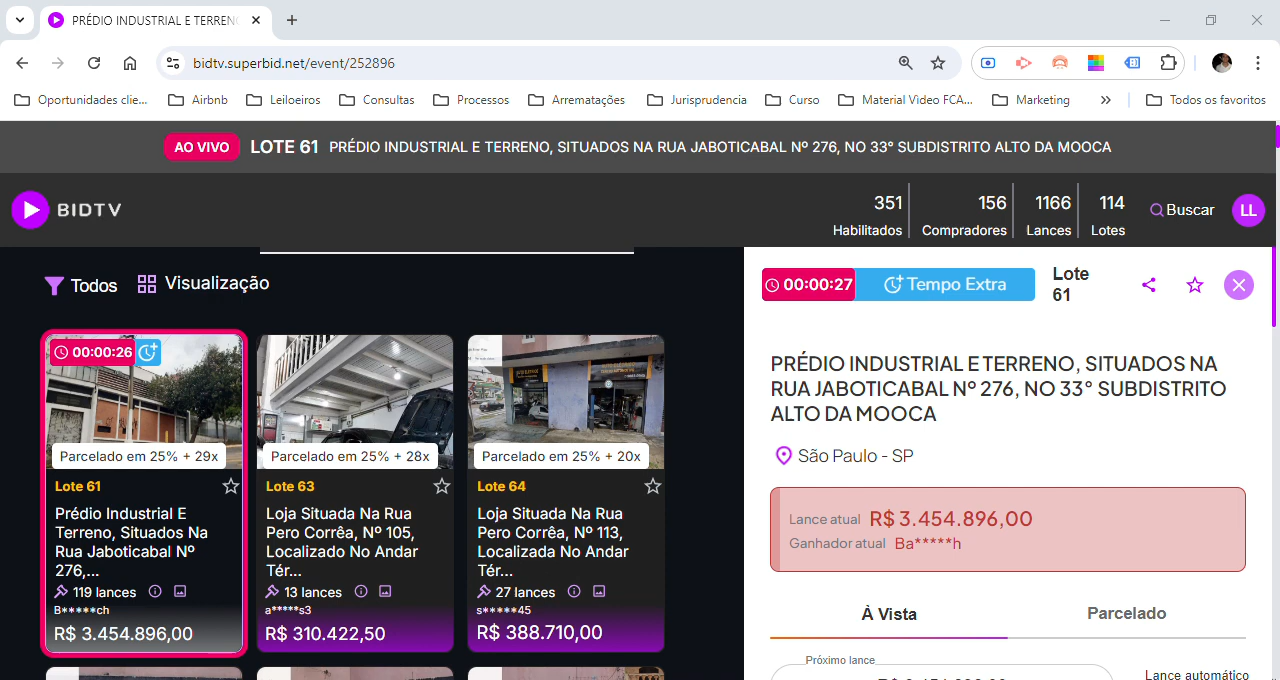 PRÉDIO INDUSTRIAL E TERREN
bidtv.superbid.net/event/252896
Oportunidades clie...
Airbnb
Leiloeiros
Consultas
Processos
Arrematações
Jurisprudencia
Curso
Material Video FCA...
Marketing
Todos os favoritos
AO VIVO LOTE 61 PRÉDIO INDUSTRIAL E TERRENO, SITUADOS NA RUA JABOTICABAL Nº 276, NO 33° SUBDISTRITO ALTO DA MOOCA
BIDTV
351 156 1166 114
Habilitados Compradores Lances Lotes
Buscar
LL
Todos Visualização
00:00:26
Parcelado em 25% + 29x
Lote 61
Prédio Industrial E
Terreno, Situados Na
Rua Jaboticabal Nº
276,...
119 lances
B*****ch
R$ 3.454.896,00
Parcelado em 25% + 28x
Lote 63
Loja Situada Na Rua
Pero Corrêa, Nº 105,
Localizado No Andar
Tér...
13 lances
a*****s3
R$ 310.422,50
Parcelado em 25% + 20x
Lote 64
Loja Situada Na Rua
Pero Corrêa, Nº 113,
Localizada No Andar
Tér...
27 lances
s*****45
R$ 388.710,00
00:00:27 Tempo Extra
Lote
61
PRÉDIO INDUSTRIAL E TERRENO, SITUADOS NA
RUA JABOTICABAL Nº 276, NO 33° SUBDISTRITO
ALTO DA MOOCA
São Paulo - SP
Lance atual R$ 3.454.896,00
Ganhador atual Ba*****h
À Vista Parcelado
Próximo lance
Lance automático